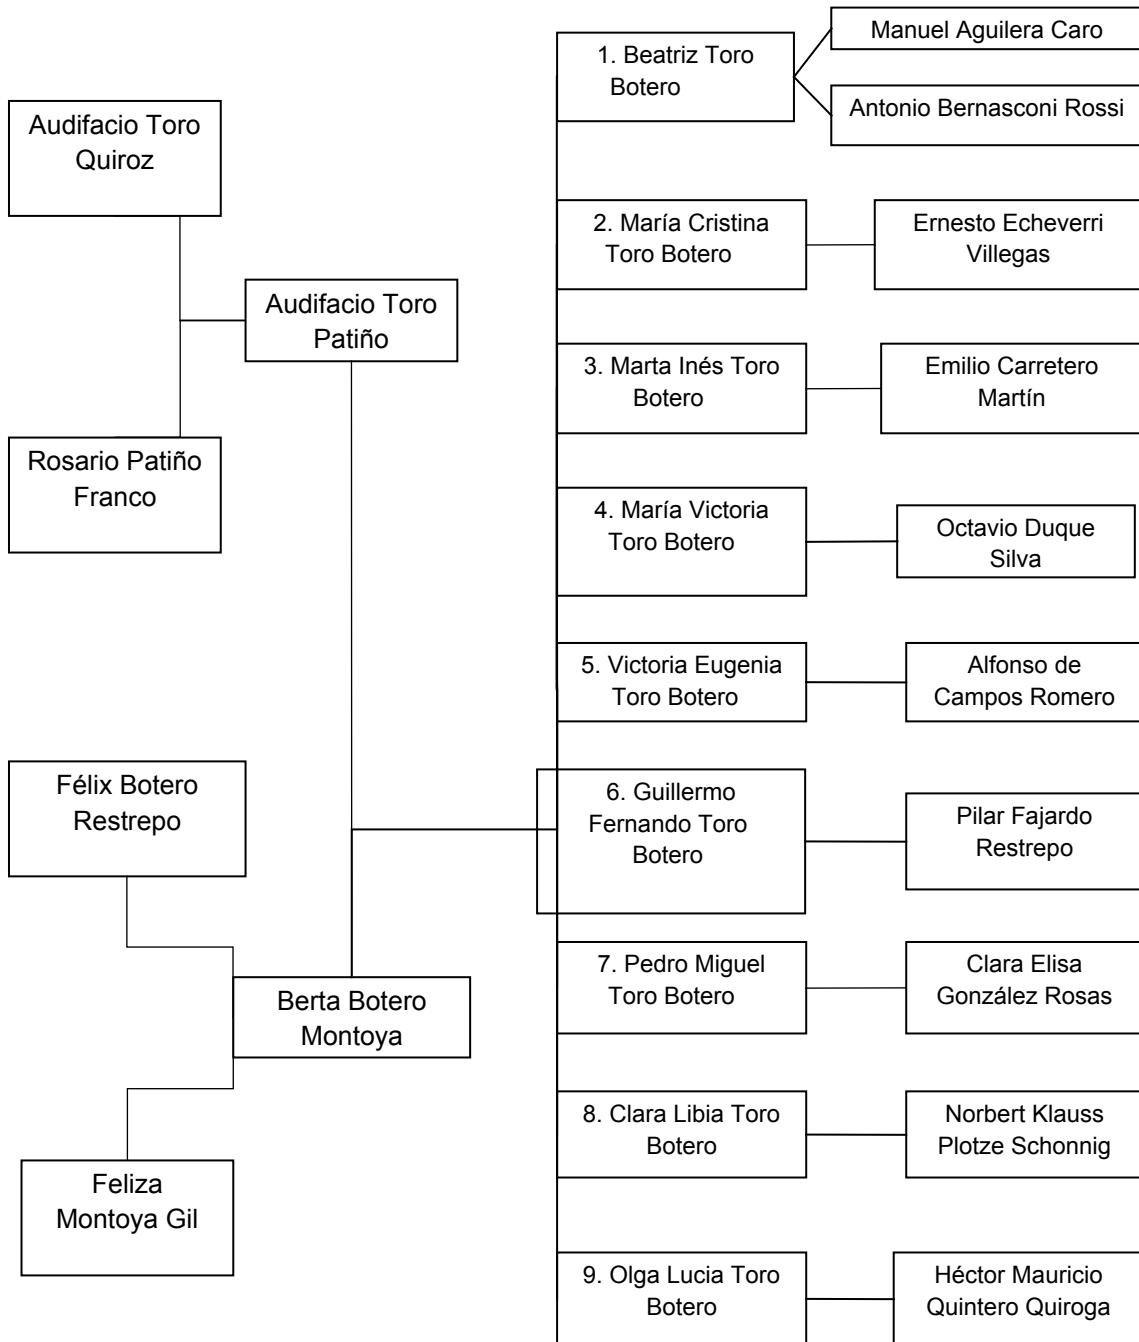 Audifacio Toro
Quiroz
Rosario Patiño
Franco
Félix Botero
Restrepo
Feliza
Montoya Gil
Audifacio Toro
Patiño
Berta Botero
Montoya
1. Beatriz Toro
Botero
Manuel Aguilera Caro
Antonio Bernasconi Rossi
2. María Cristina
Toro Botero
Ernesto Echeverri
Villegas
3. Marta Inés Toro
Botero
Emilio Carretero
Martín
4. María Victoria
Toro Botero
Octavio Duque
Silva
5. Victoria Eugenia
Toro Botero
Alfonso de
Campos Romero
6. Guillermo
Fernando Toro
Botero
Pilar Fajardo
Restrepo
7. Pedro Miguel
Toro Botero
Clara Elisa
González Rosas
8. Clara Libia Toro
Botero
Norbert Klauss
Plotze Schonnig
9. Olga Lucia Toro
Botero
Héctor Mauricio
Quintero Quiroga